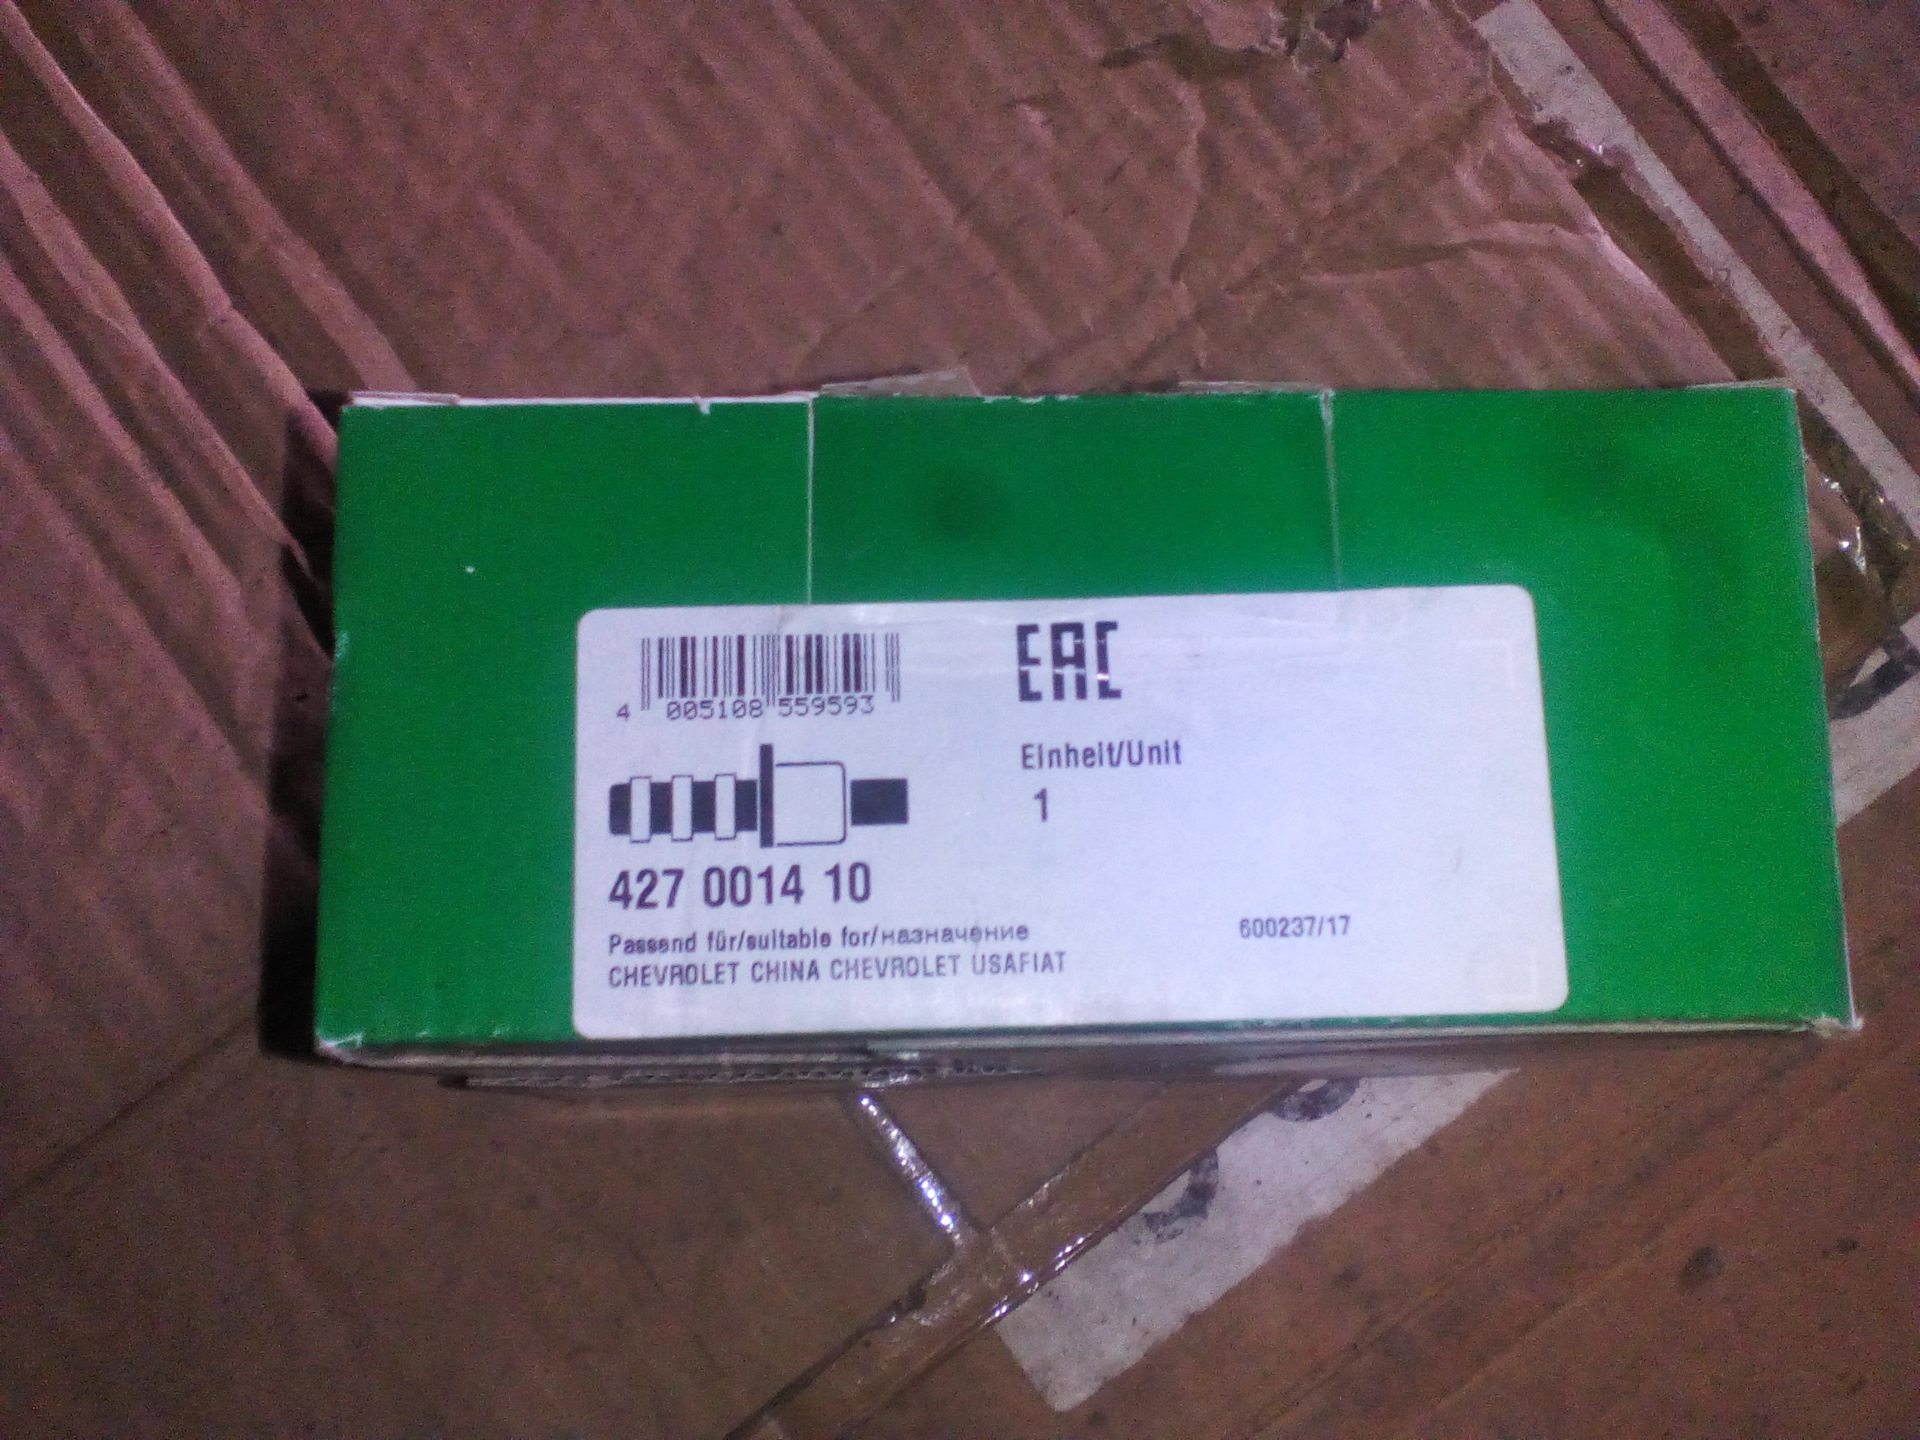 4 005108 559593
EAC
Einheit/Unit
1
427 0014 10
Passend für/suitable for/назначение
600237/17
CHEVROLET CHINA CHEVROLET USAFIAT